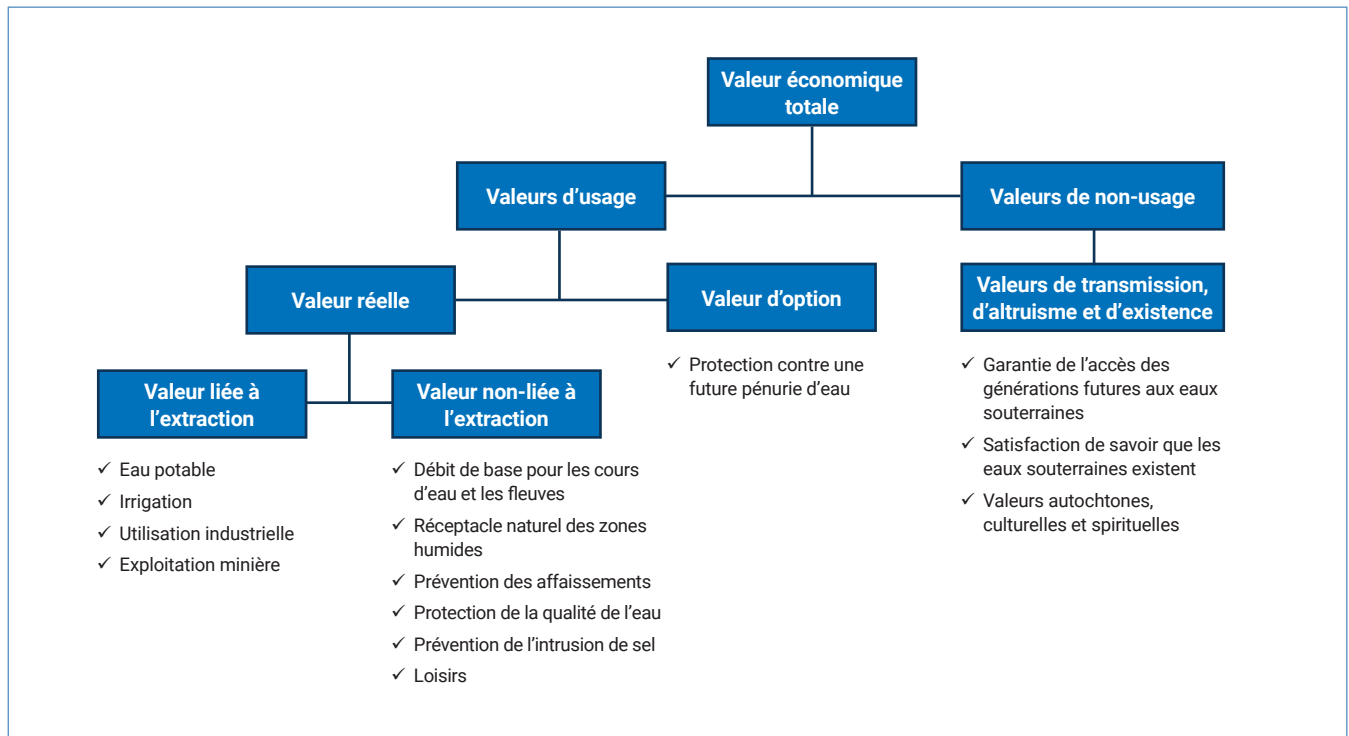 Valeur économique
totale
Valeurs d’usage
Valeurs de non-usage
Valeur réelle
Valeur d’option
Valeurs de transmission,
d’altruisme et d’existence
Valeur liée à
l’extraction
Valeur non-liée à
l’extraction
✓ Protection contre une
future pénurie d’eau
✓ Garantie de l’accès des
générations futures aux eaux
souterraines
✓ Satisfaction de savoir que les
eaux souterraines existent
✓ Valeurs autochtones,
culturelles et spirituelles
✓ Eau potable
✓ Irrigation
✓ Utilisation industrielle
✓ Exploitation minière
✓ Débit de base pour les cours
d’eau et les fleuves
✓ Réceptacle naturel des zones
humides
✓ Prévention des affaissements
✓ Protection de la qualité de l’eau
✓ Prévention de l’intrusion de sel
✓ Loisirs